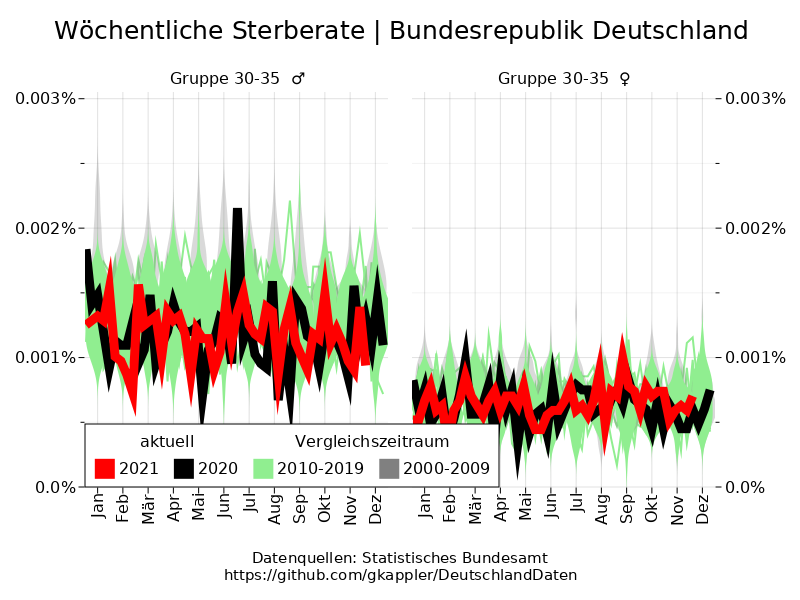 Wöchentliche Sterberate | Bundesrepublik Deutschland
Gruppe 30-35 ♂
Gruppe 30-35 ♀
0.003%
0.002%
0.001%
0.0%
0.003%
0.002%
0.001%
0.0%
aktuell
Vergleichszeitraum
2021
2020
2010-2019
2000-2009
Jan Feb Mär Apr Mai Jun Jul Aug Sep Okt Nov Dez
Jan Feb Mär Apr Mai Jun Jul Aug Sep Okt Nov Dez
Datenquellen: Statistisches Bundesamt
https://github.com/gkappler/DeutschlandDaten